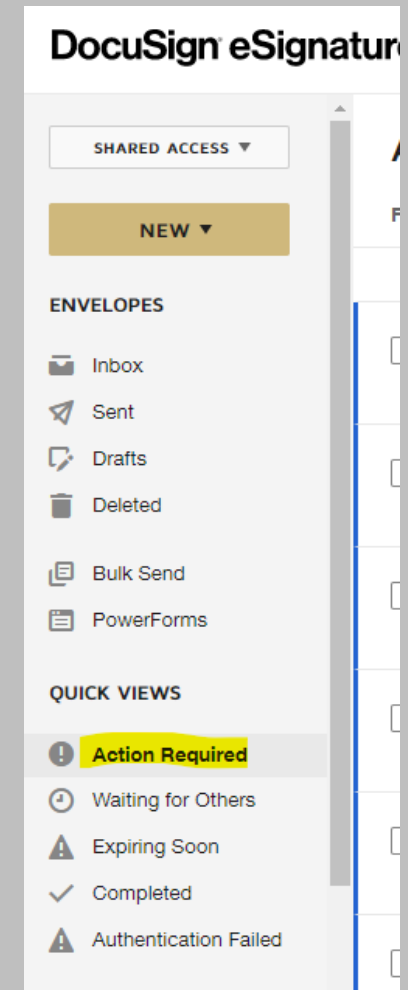 DocuSign eSignatur
SHARED ACCESS
NEW
ENVELOPES
Inbox
Sent
Drafts
Deleted
Bulk Send
PowerForms
QUICK VIEWS
Action Required
Waiting for Others
Expiring Soon
Completed
Authentication Failed